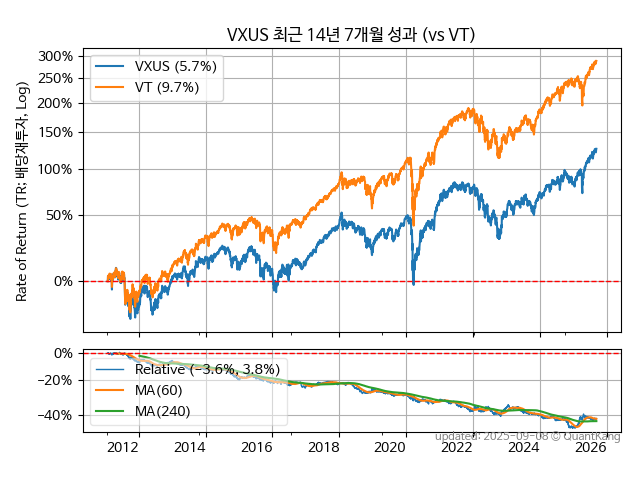 VXUS 최근 14년 7개월 성과 (vs VT)
Rate of Return (TR: 배당재투자, Log)
300%
250%
200%
150%
100%
50%
0%
VXUS (5.7%)
VT (9.7%)
0%
−20%
−40%
Relative (−3.6%, 3.8%)
MA(60)
MA(240)
updated: 2025-09-08 © QuantKang
2012 2014 2016 2018 2020 2022 2024 2026